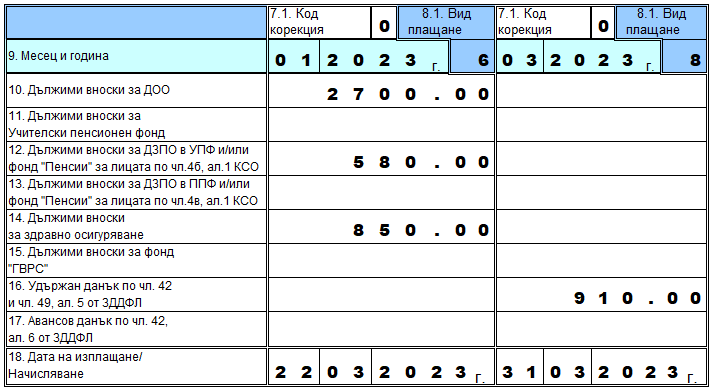 7.1. Код корекция 0 8.1. Вид плащане 7.1. Код корекция 0 8.1. Вид плащане
9. Месец и година 0 1 2 0 2 3 г. 6 0 3 2 0 2 3 г. 8
10. Дължими вноски за ДОО 2 7 0 0 . 0 0
11. Дължими вноски за
Учителски пенсионен фонд
12. Дължими вноски за ДЗПО в УПФ и/или
фонд "Пенсии" за лицата по чл.4б, ал.1 КСО 5 8 0 . 0 0
13. Дължими вноски за ДЗПО в ППФ и/или
фонд "Пенсии" за лицата по чл.4в, ал.1 КСО
14. Дължими вноски
за здравно осигуряване 8 5 0 . 0 0
15. Дължими вноски за фонд
"ГВРС"
16. Удържан данък по чл. 42
и чл. 49, ал. 5 от ЗДДФЛ 9 1 0 . 0 0
17. Авансов данък по чл. 42,
ал. 6 от ЗДДФЛ
18. Дата на изплащане/
Начисляване 2 2 0 3 2 0 2 3 г. 3 1 0 3 2 0 2 3 г.